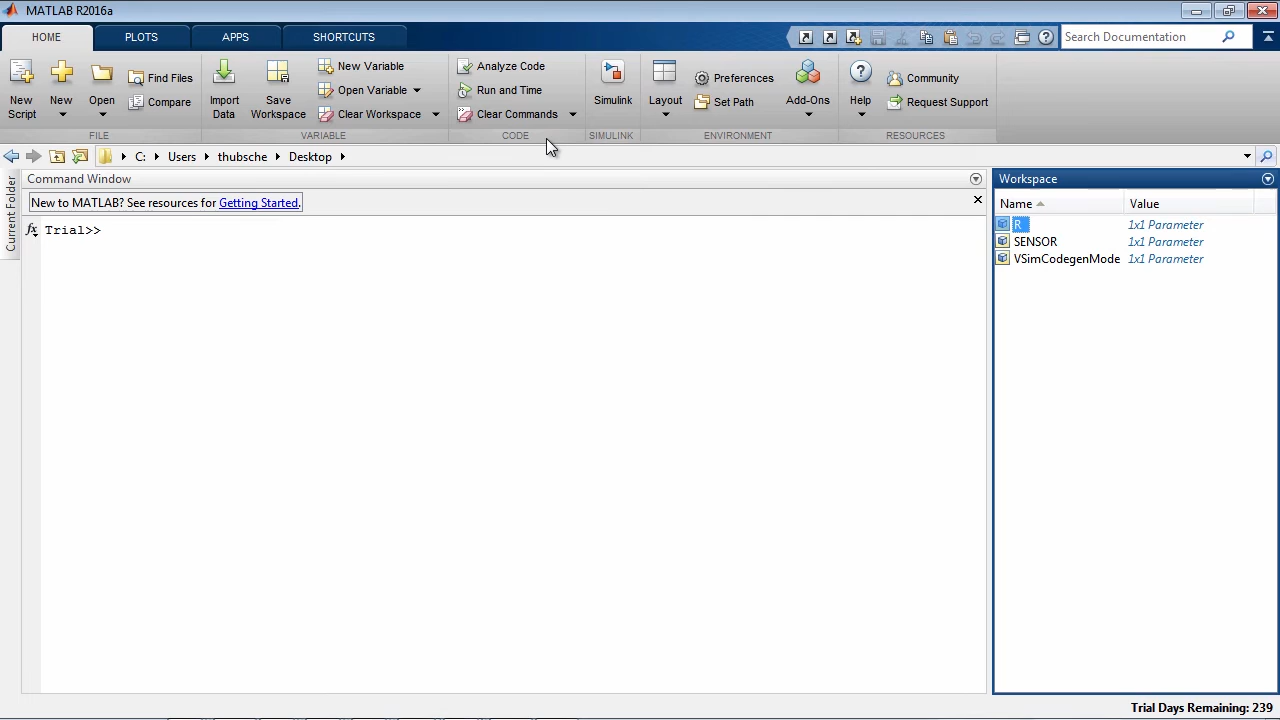 MATLAB R2016a
HOME PLOTS APPS SHORTCUTS Search Documentation
New Script New Open Find Files Compare Import Data Save Workspace New Variable Open Variable Clear Workspace Analyze Code Run and Time Clear Commands Simulink Layout Preferences Set Path Add-Ons Help Community Request Support
FILE VARIABLE CODE SIMULINK ENVIRONMENT RESOURCES
C: Users thubsche Desktop
Current Folder
Command Window
New to MATLAB? See resources for Getting Started.
fx Trial>>
Workspace
Name Value
R 1x1 Parameter
SENSOR 1x1 Parameter
VSimCodegenMode 1x1 Parameter
Trial Days Remaining: 239